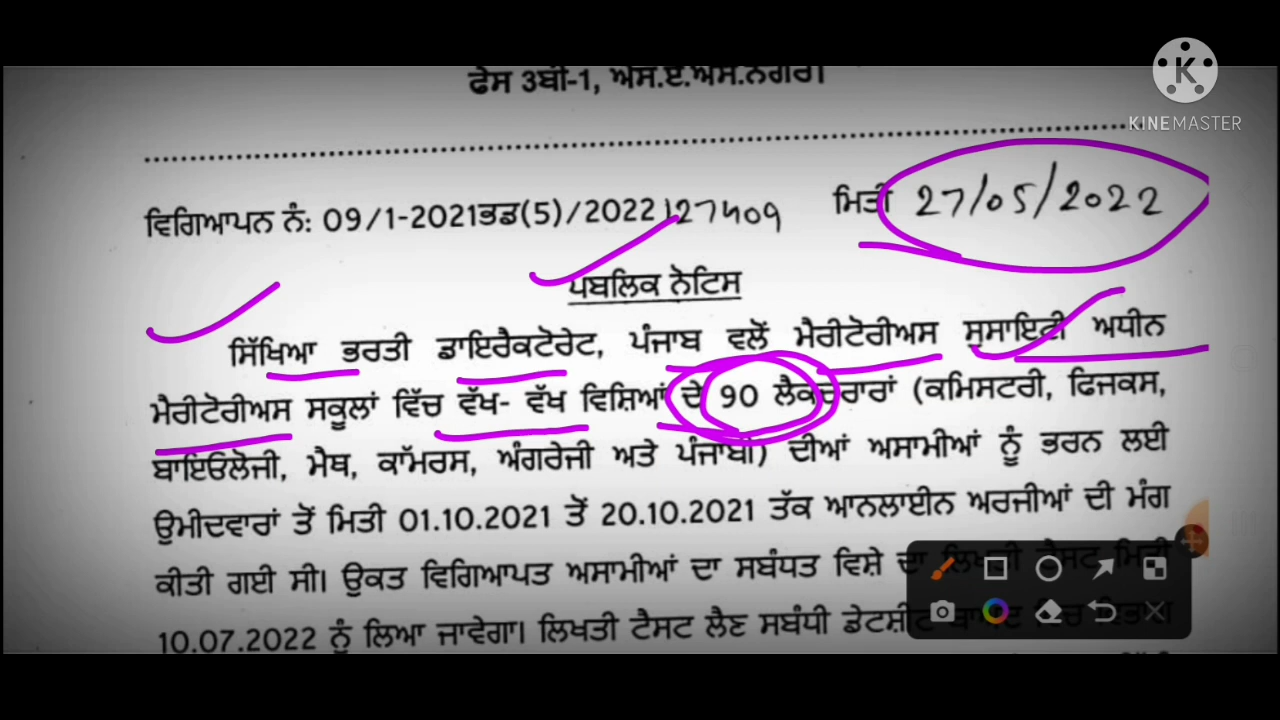 ਫੇਸ 3ਬੀ-1, ਐਸ.ਏ.ਐਸ.ਨਗਰ।
KINEMASTER
ਵਿਗਿਆਪਨ ਨੰ: 09/1-2021ਭਡ(5)/2022/27409 ਮਿਤੀ 27/05/2022
ਪਬਲਿਕ ਨੋਟਿਸ
ਸਿੱਖਿਆ ਭਰਤੀ ਡਾਇਰੈਕਟੋਰੇਟ, ਪੰਜਾਬ ਵਲੋਂ ਮੈਰੀਟੋਰੀਅਸ ਸੁਸਾਇਟੀ ਅਧੀਨ
ਮੈਰੀਟੋਰੀਅਸ ਸਕੂਲਾਂ ਵਿੱਚ ਵੱਖ- ਵੱਖ ਵਿਸ਼ਿਆਂ ਦੇ 90 ਲੈਕਚਰਾਰਾਂ (ਕਮਿਸਟਰੀ, ਫਿਜਕਸ,
ਬਾਇਓਲੋਜੀ, ਮੈਥ, ਕਾੱਮਰਸ, ਅੰਗਰੇਜੀ ਅਤੇ ਪੰਜਾਬੀ) ਦੀਆਂ ਅਸਾਮੀਆਂ ਨੂੰ ਭਰਨ ਲਈ
ਉਮੀਦਵਾਰਾਂ ਤੋਂ ਮਿਤੀ 01.10.2021 ਤੋਂ 20.10.2021 ਤੱਕ ਆਨਲਾਈਨ ਅਰਜੀਆਂ ਦੀ ਮੰਗ
ਕੀਤੀ ਗਈ ਸੀ। ਉਕਤ ਵਿਗਿਆਪਤ ਅਸਾਮੀਆਂ ਦਾ ਸਬੰਧਤ ਵਿਸ਼ੇ ਦਾ ਲਿਖਤੀ ਟੈਸਟ ਮਿਤੀ
10.07.2022 ਨੂੰ ਲਿਆ ਜਾਵੇਗਾ। ਲਿਖਤੀ ਟੈਸਟ ਲੈਣ ਸਬੰਧੀ ਡੇਟਸ਼ੀਟ